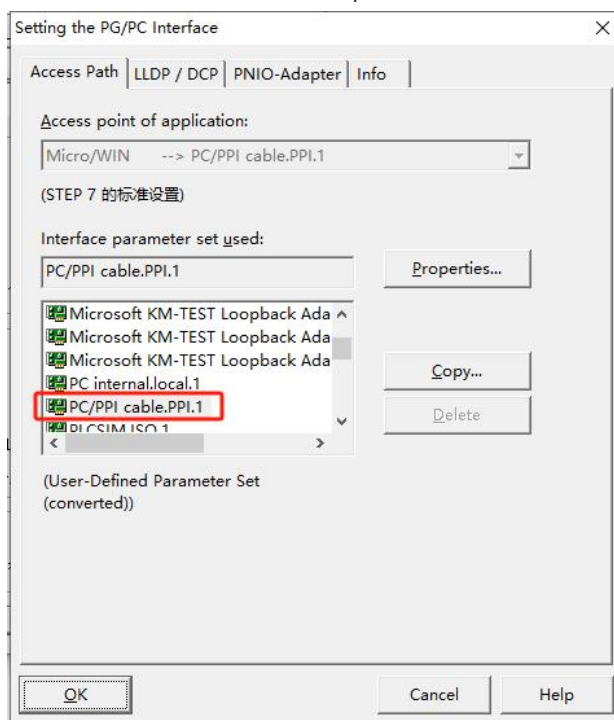 Setting the PG/PC Interface
Access Path LLDP / DCP PNIO-Adapter Info
Access point of application:
Micro/WIN --> PC/PPI cable.PPI.1
(STEP 7 的标准设置)
Interface parameter set used:
PC/PPI cable.PPI.1
Properties...
Microsoft KM-TEST Loopback Ada
Microsoft KM-TEST Loopback Ada
Microsoft KM-TEST Loopback Ada
PC internal.local.1
Copy...
PC/PPI cable.PPI.1
Delete
PLCSIM.ISO.1
(User-Defined Parameter Set
(converted))
OK Cancel Help